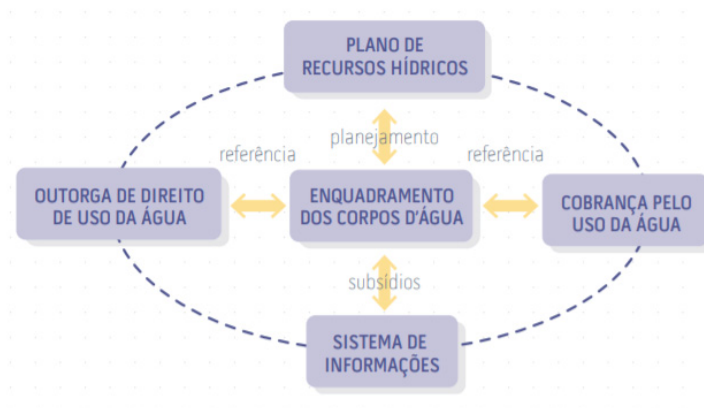 PLANO DE
RECURSOS HÍDRICOS
planejamento
referência
referência
OUTORGA DE DIREITO
DE USO DA ÁGUA
ENQUADRAMENTO
DOS CORPOS D'ÁGUA
COBRANÇA PELO
USO DA ÁGUA
subsídios
SISTEMA DE
INFORMAÇÕES